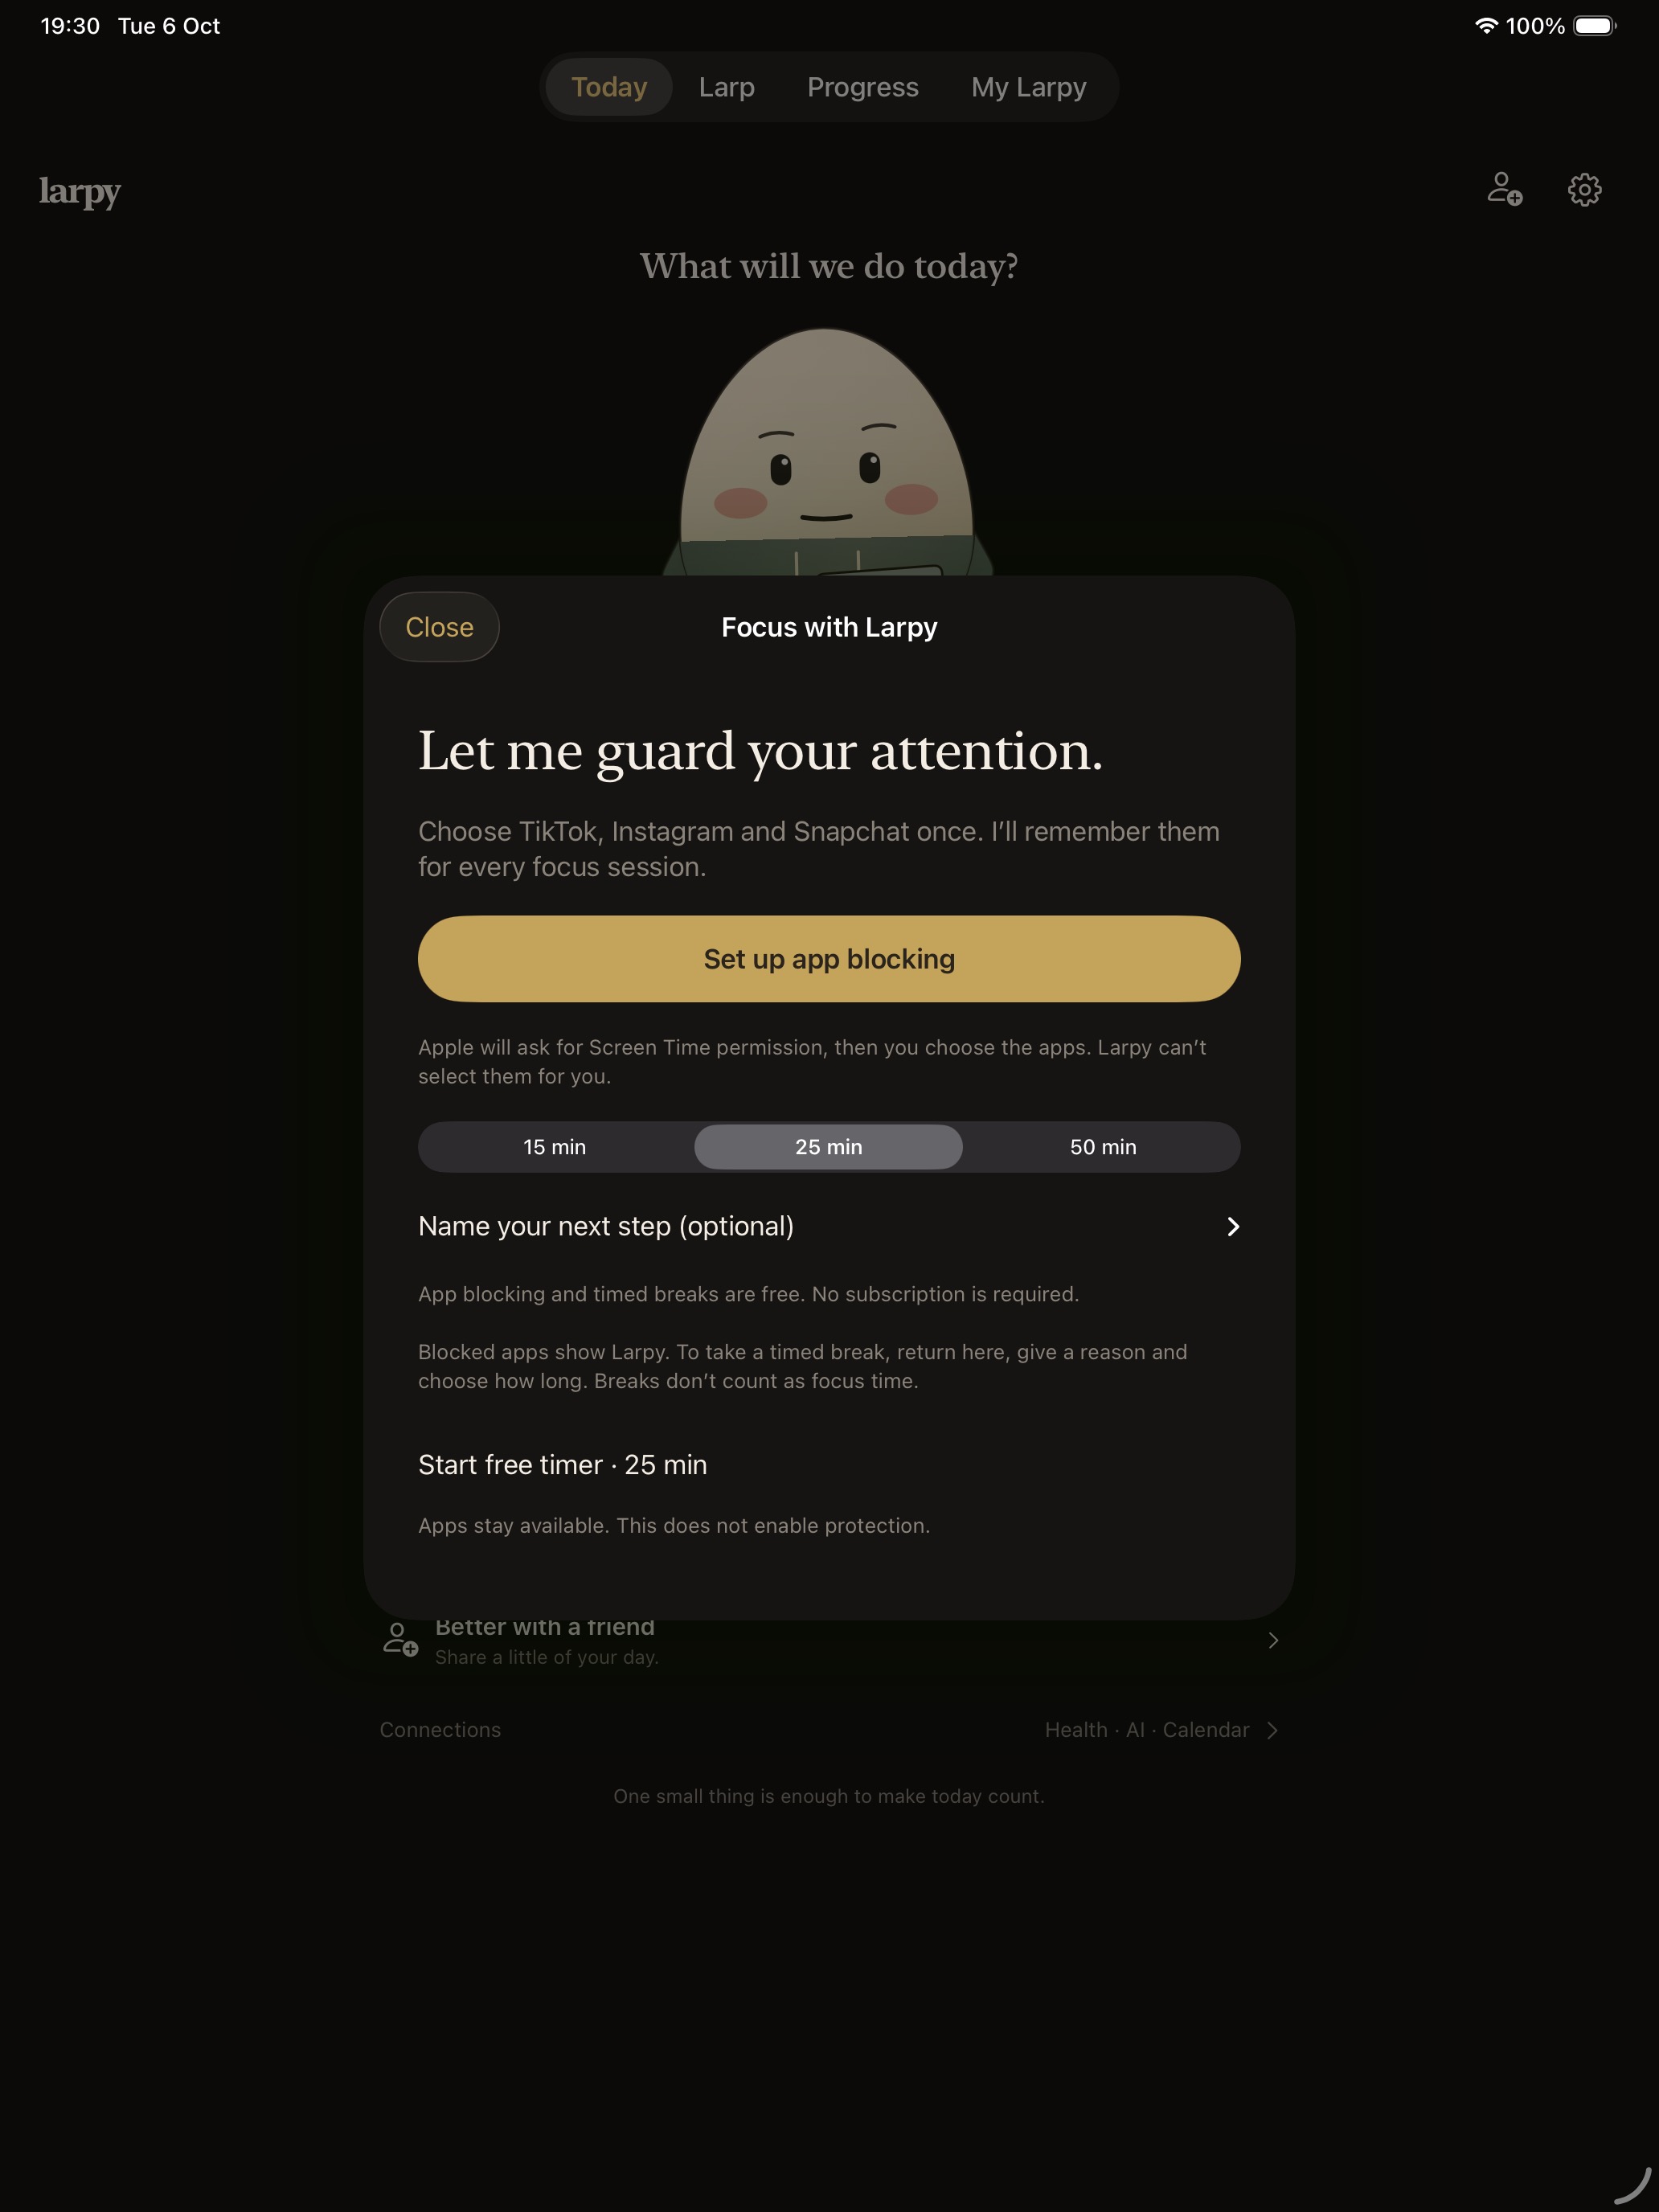 19:30 Tue 6 Oct
100%
Today Larp Progress My Larpy
larpy
What will we do today?
Close
Focus with Larpy
Let me guard your attention.
Choose TikTok, Instagram and Snapchat once. I’ll remember them
for every focus session.
Set up app blocking
Apple will ask for Screen Time permission, then you choose the apps. Larpy can’t
select them for you.
15 min 25 min 50 min
Name your next step (optional)
App blocking and timed breaks are free. No subscription is required.
Blocked apps show Larpy. To take a timed break, return here, give a reason and
choose how long. Breaks don’t count as focus time.
Start free timer · 25 min
Apps stay available. This does not enable protection.
Better with a friend
Share a little of your day.
Connections
Health · AI · Calendar
One small thing is enough to make today count.